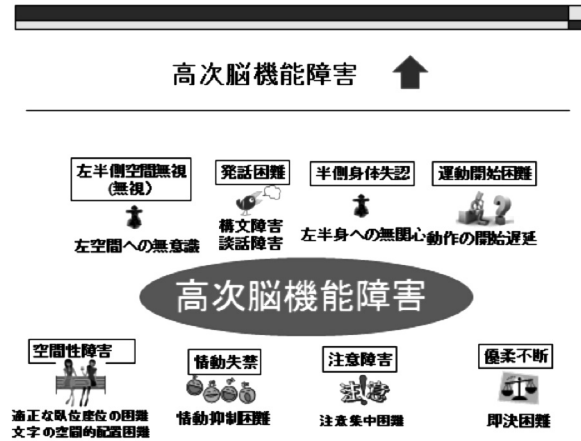 高次脳機能障害
左半側空間無視
(無視)
左空間への無意識
発話困難
構文障害
談話障害
半側身体失認
左半身への無関心
運動開始困難
動作の開始遅延
高次脳機能障害
空間性障害
適正な臥位座位の困難
文字の空間的配置困難
情動失禁
情動抑制困難
注意障害
注意
注意集中困難
優柔不断
即決困難